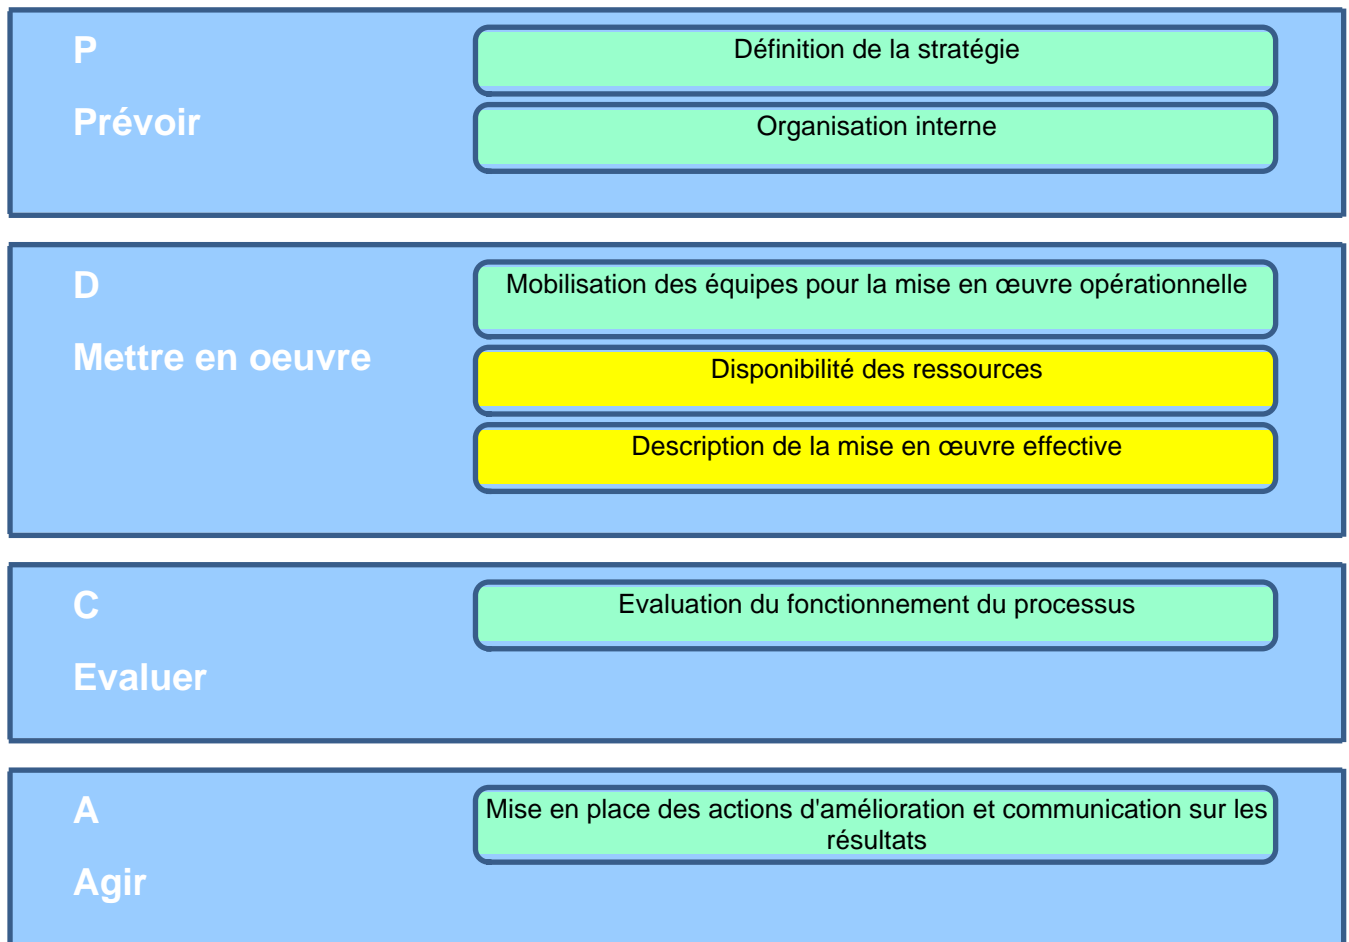 P
Prévoir
Définition de la stratégie
Organisation interne
D
Mettre en oeuvre
Mobilisation des équipes pour la mise en œuvre opérationnelle
Disponibilité des ressources
Description de la mise en œuvre effective
C
Evaluer
Evaluation du fonctionnement du processus
A
Agir
Mise en place des actions d'amélioration et communication sur les
résultats